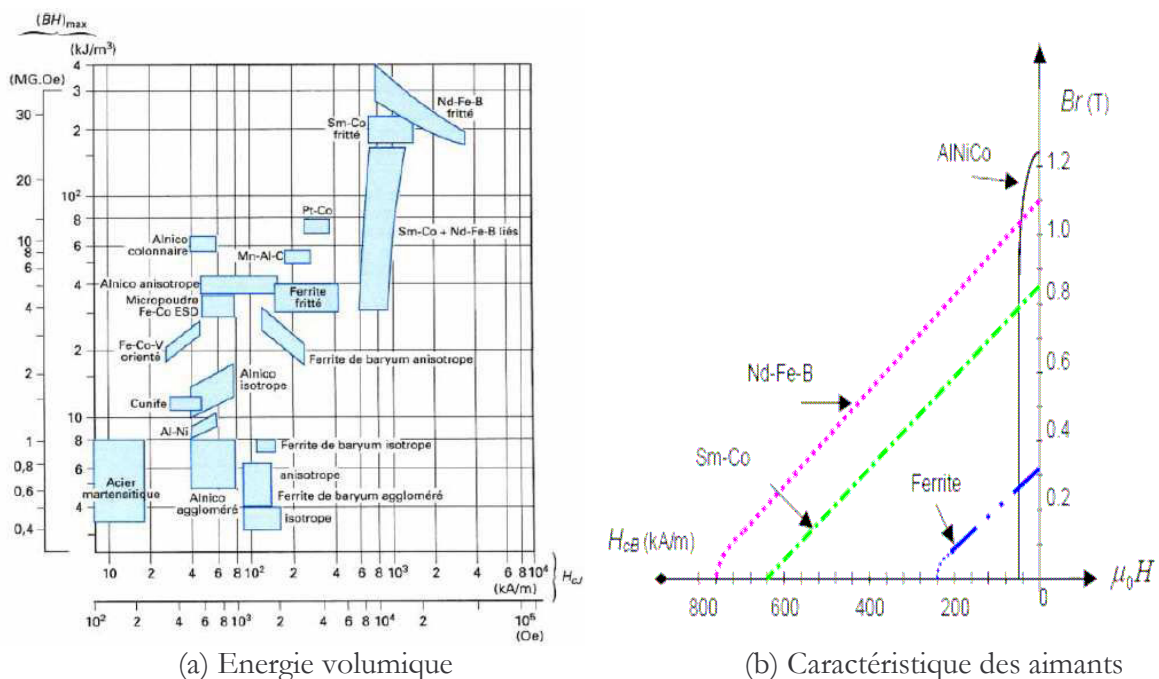 (BH)max
(kJ/m³)
(MG.Oe)
4
3
2
10²
8
6
4
2
10
8
6
4
30
20
10
8
6
4
2
1
0,8
0,6
0,4
Nd-Fe-B
fritté
Sm-Co
fritté
Pt-Co
Sm-Co + Nd-Fe-B liés
Alnico
colonnaire
Mn-Al-C
Alnico anisotrope
Ferrite
fritté
Micropoudre
Fe-Co ESD
Fe-Co-V
orienté
Ferrite de baryum anisotrope
Alnico
isotrope
Cunife
Al-Ni
Ferrite de baryum isotrope
Acier
martensitique
Alnico
aggloméré
anisotrope
Ferrite de baryum aggloméré
isotrope
10 2 4 6 8 10² 2 4 6 8 10³ 2 4 6 8 10⁴
(kA/m)
HcJ
10² 2 4 6 8 10³ 2 4 6 8 10⁴ 2 10⁵
(Oe)
(a) Energie volumique
Br (T)
AlNiCo
1.2
1.0
0.8
0.6
0.4
0.2
0
Nd-Fe-B
Sm-Co
Ferrite
HcB (kA/m)
μ₀H
800 600 400 200 0
(b) Caractéristique des aimants